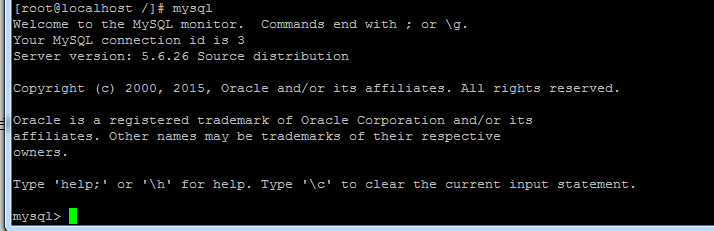 [root@localhost /]# mysql
Welcome to the MySQL monitor.  Commands end with ; or \g.
Your MySQL connection id is 3
Server version: 5.6.26 Source distribution
Copyright (c) 2000, 2015, Oracle and/or its affiliates. All rights reserved.
Oracle is a registered trademark of Oracle Corporation and/or its
affiliates. Other names may be trademarks of their respective
owners.
Type 'help;' or '\h' for help. Type '\c' to clear the current input statement.
mysql>